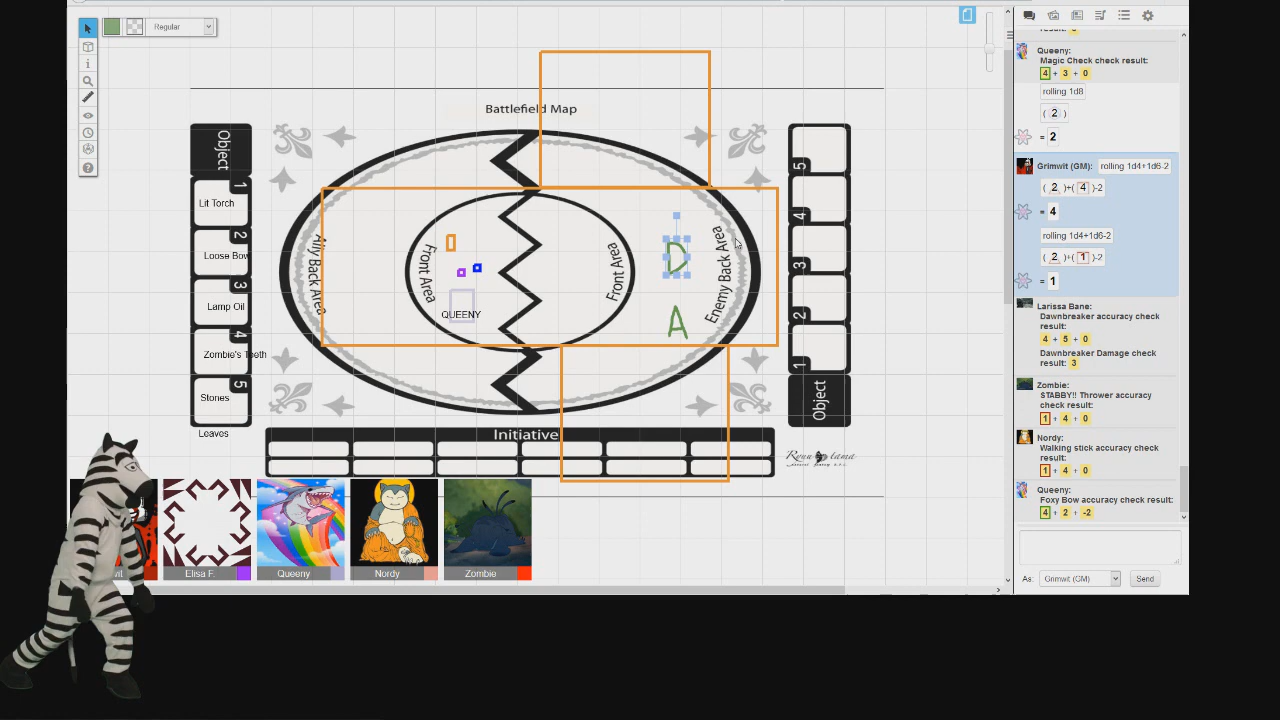 Regular
Battlefield Map
Object
1
Lit Torch
2
Loose Bow
3
Lamp Oil
4
Zombie's Tooth
5
Stones
Leaves
Ally Back Area
Front Area
QUEENY
Front Area
D
A
Enemy Back Area
5
4
3
2
1
Object
Initiative
Elisa F.
Queeny
Nordy
Zombie
Queeny:
Magic Check check result:
4 + 3 + 0
rolling 1d8
( 2 )
= 2
Grimwit (GM): rolling 1d4+1d6-2
( 2 )+( 4 )-2
= 4
rolling 1d4+1d6-2
( 2 )+( 1 )-2
= 1
Larissa Bane:
Dawnbreaker accuracy check
result:
4 + 5 + 0
Dawnbreaker Damage check
result: 3
Zombie:
STABBY!! Thrower accuracy
check result:
1 + 4 + 0
Nordy:
Walking stick accuracy check
result:
1 + 4 + 0
Queeny:
Foxy Bow accuracy check result:
4 + 2 + -2
As: Grimwit (GM) Send